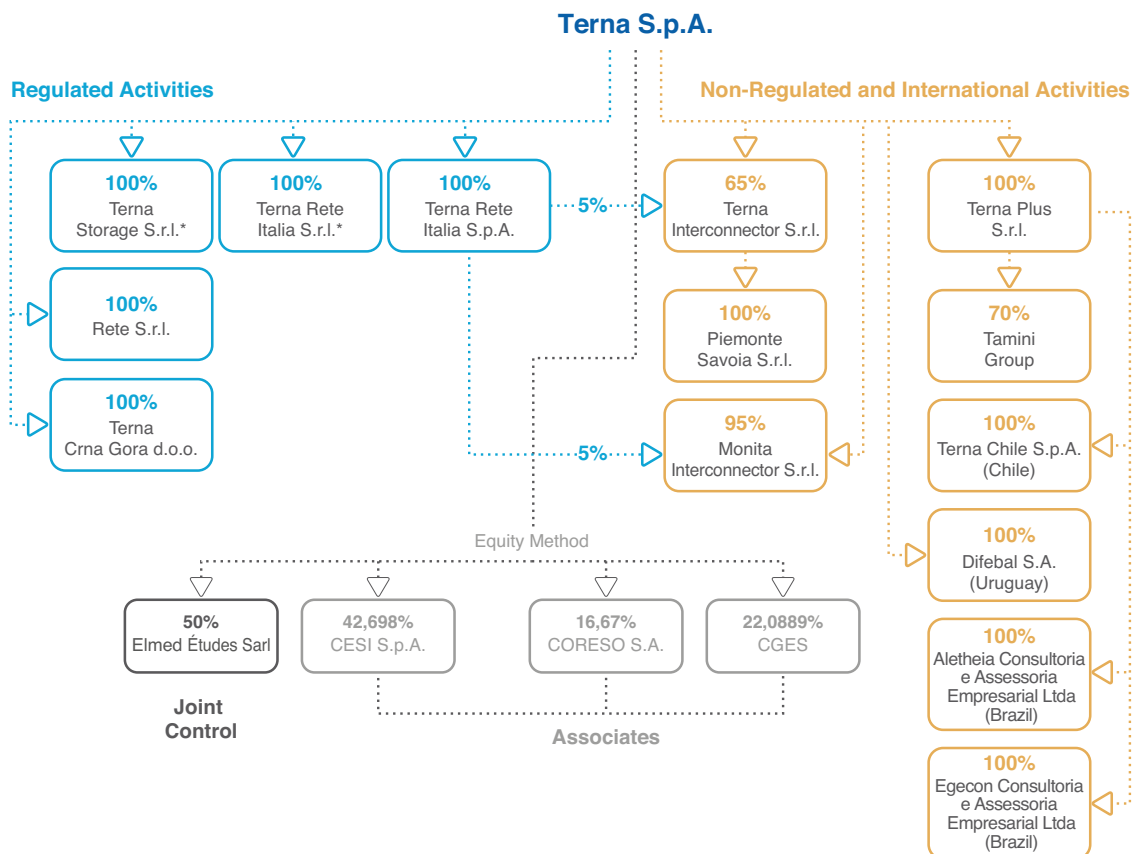 Terna S.p.A.
Regulated Activities
Non-Regulated and International Activities
100%
Terna
Storage S.r.l.*
100%
Terna Rete
Italia S.r.l.*
100%
Terna Rete
Italia S.p.A.
5%
65%
Terna
Interconnector S.r.l.
100%
Terna Plus
S.r.l.
100%
Rete S.r.l.
100%
Piemonte
Savoia S.r.l.
70%
Tamini
Group
100%
Terna
Crna Gora d.o.o.
5%
95%
Monita
Interconnector S.r.l.
100%
Terna Chile S.p.A.
(Chile)
100%
Difebal S.A.
(Uruguay)
Equity Method
50%
Elmed Études Sarl
42,698%
CESI S.p.A.
16,67%
CORESO S.A.
22,0889%
CGES
100%
Aletheia Consultoria
e Assessoria
Empresarial Ltda
(Brazil)
Joint
Control
Associates
100%
Egecon Consultoria
e Assessoria
Empresarial Ltda
(Brazil)